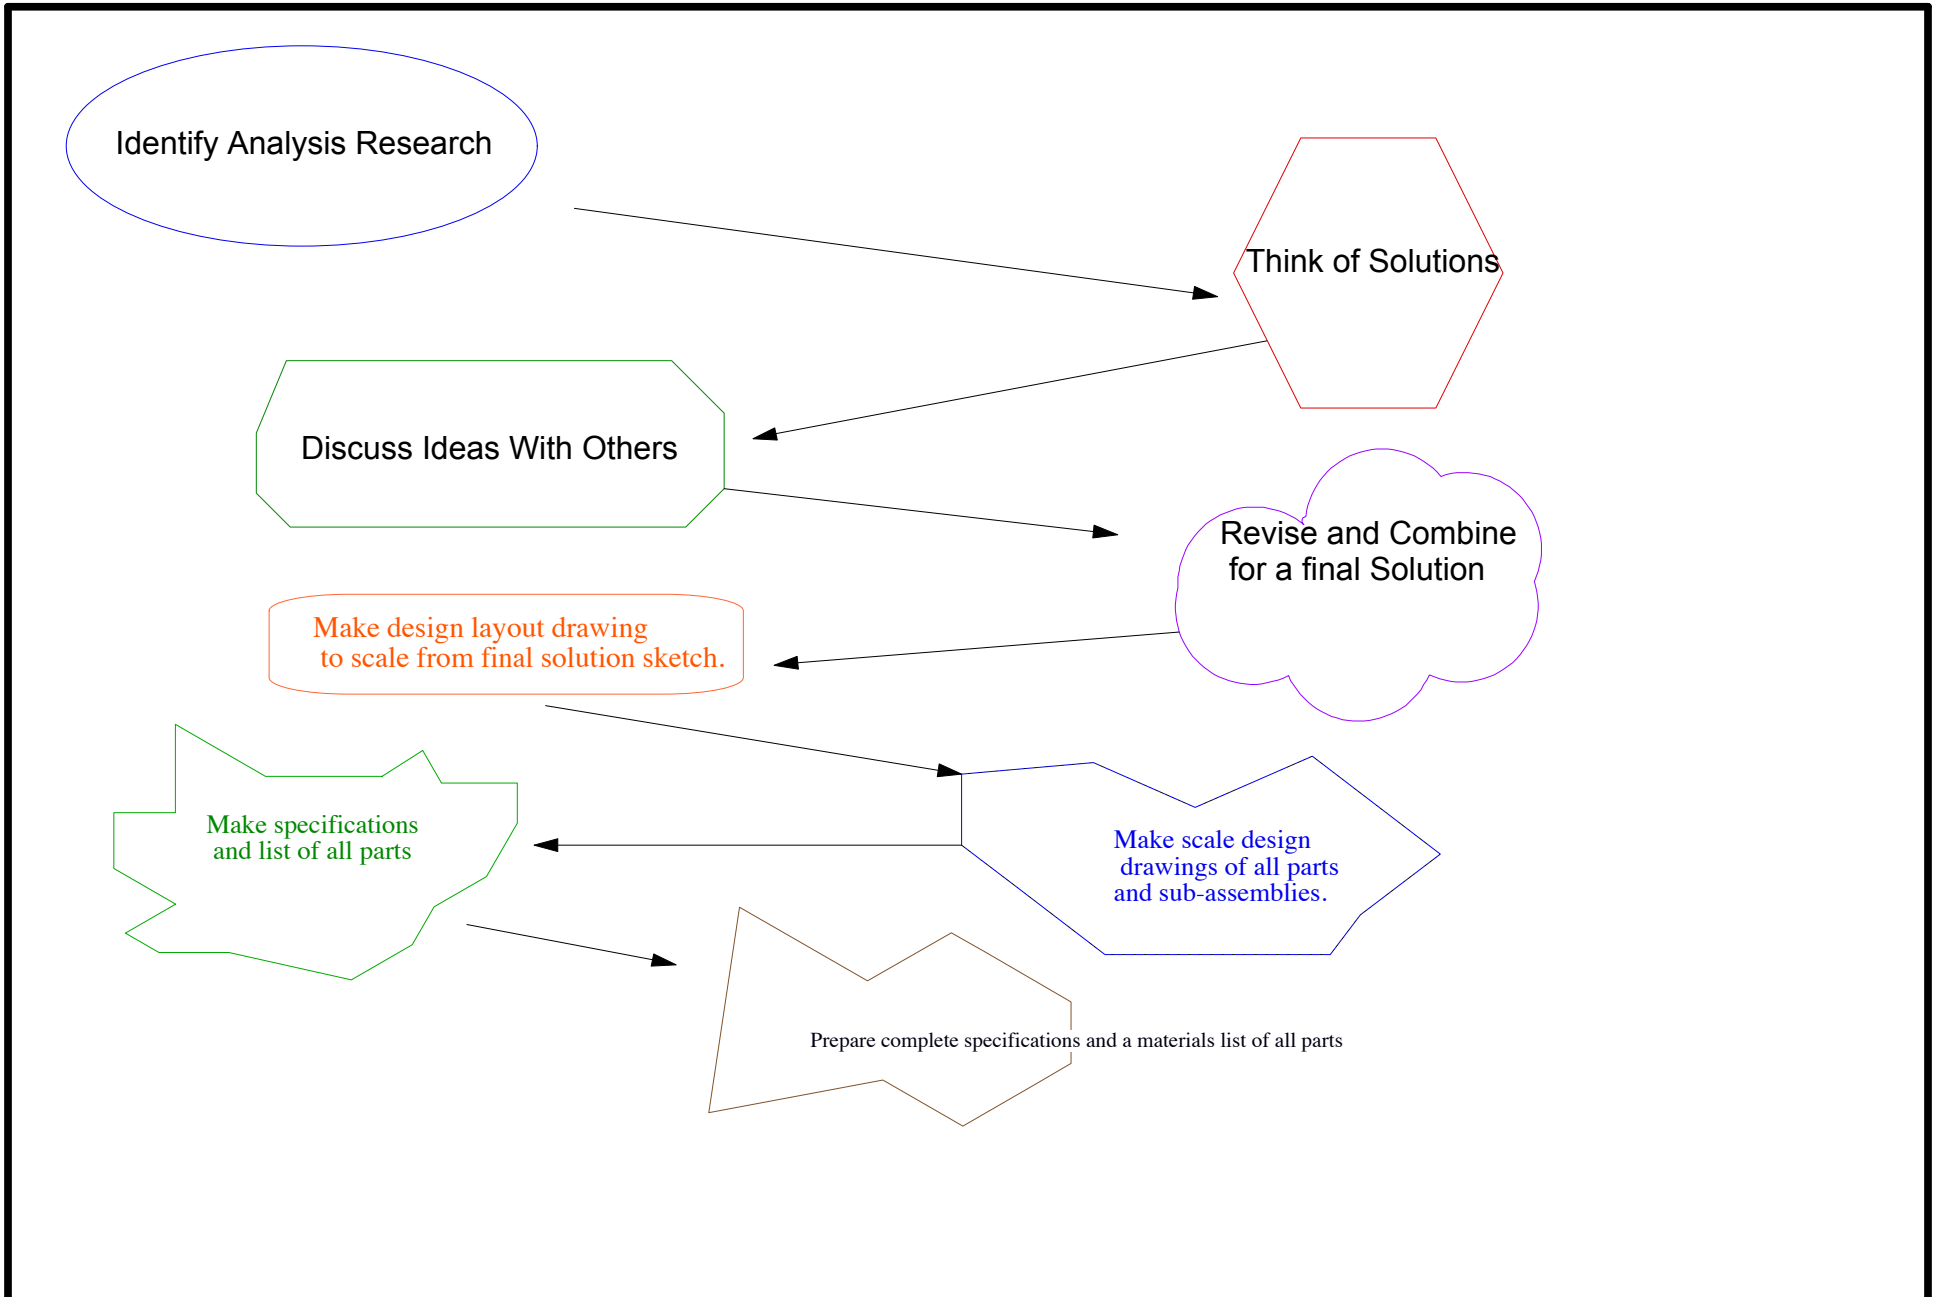 Identify Analysis Research
Think of Solutions
Discuss Ideas With Others
Revise and Combine
for a final Solution
Make design layout drawing
to scale from final solution sketch.
Make scale design
drawings of all parts
and sub-assemblies.
Make specifications
and list of all parts
Prepare complete specifications and a materials list of all parts